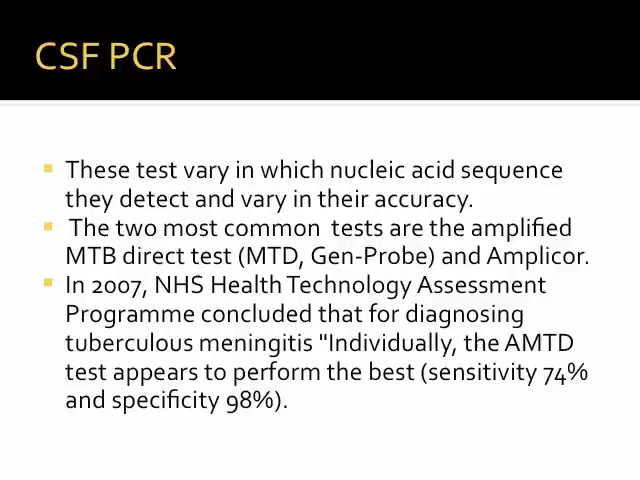 CSF PCR
These test vary in which nucleic acid sequence
they detect and vary in their accuracy.
The two most common tests are the amplified
MTB direct test (MTD, Gen-Probe) and Amplicor.
In 2007, NHS Health Technology Assessment
Programme concluded that for diagnosing
tuberculous meningitis "Individually, the AMTD
test appears to perform the best (sensitivity 74%
and specificity 98%).